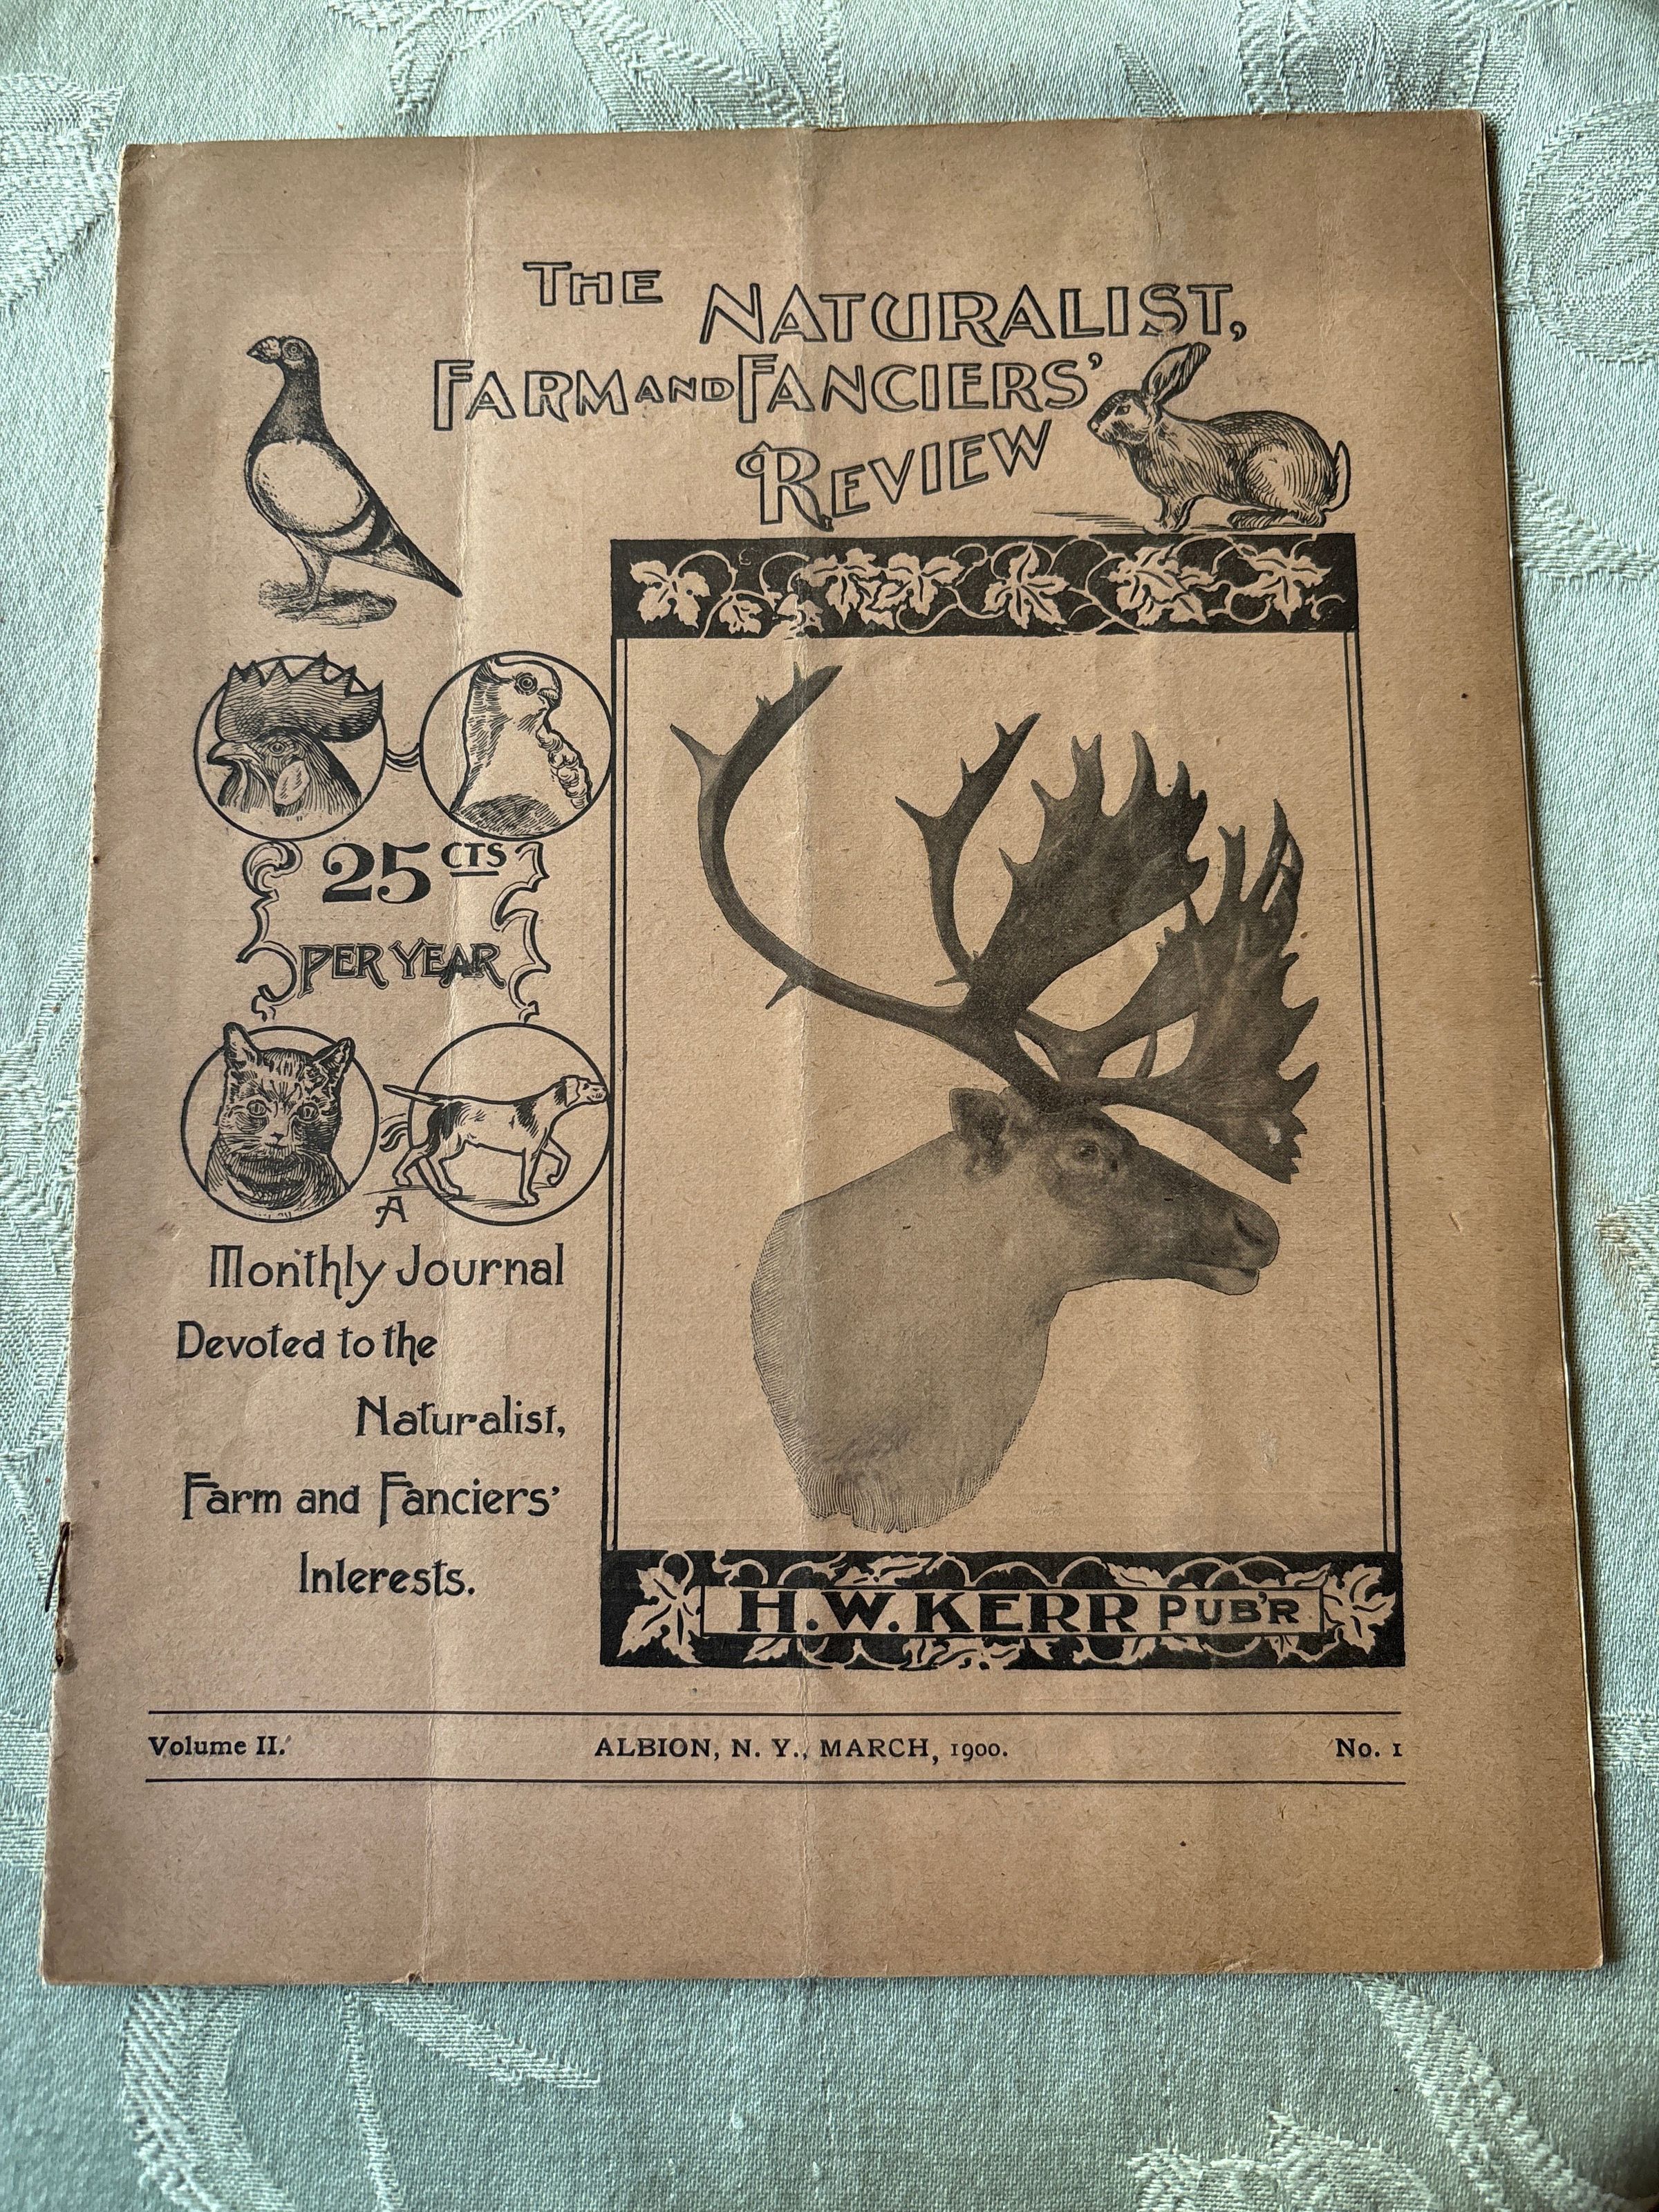 The Naturalist,
Farm and Fanciers'
Review
25 cts
per year
A
Monthly Journal
Devoted to the
Naturalist,
Farm and Fanciers'
Interests.
H. W. KERR PUB'R
Volume II.
ALBION, N. Y., MARCH, 1900.
No. 1